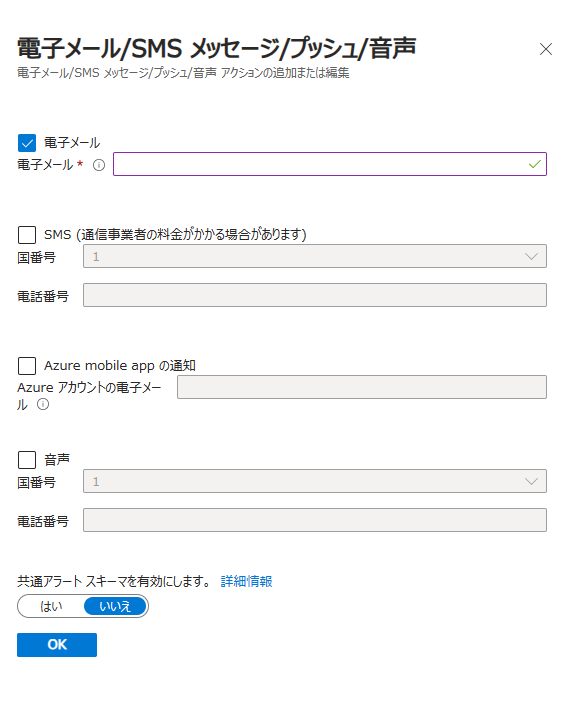 電子メール/SMS メッセージ/プッシュ/音声
電子メール/SMS メッセージ/プッシュ/音声 アクションの追加または編集
電子メール
電子メール *
SMS (通信事業者の料金がかかる場合があります)
国番号 1
電話番号
Azure mobile app の通知
Azure アカウントの電子メー
ル
音声
国番号 1
電話番号
共通アラート スキーマを有効にします。 詳細情報
はい いいえ
OK